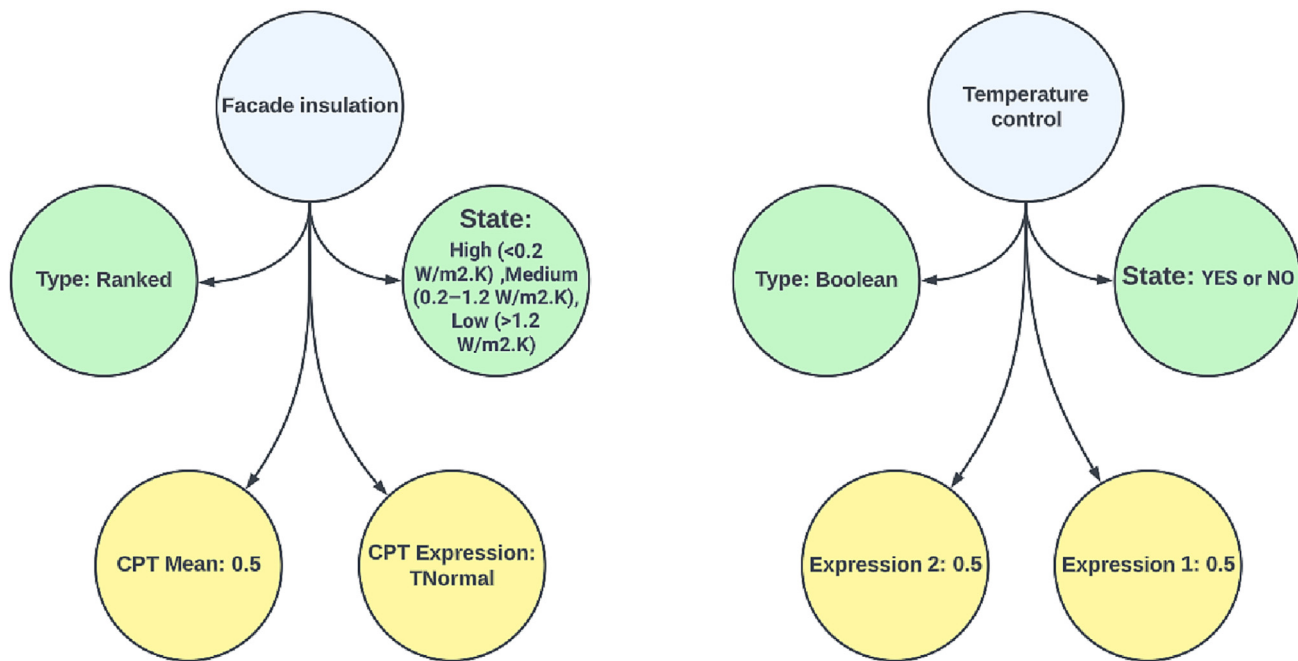 Facade insulation
Type: Ranked
State:
High (<0.2
W/m2.K) ,Medium
(0.2–1.2 W/m2.K),
Low (>1.2
W/m2.K)
CPT Mean: 0.5
CPT Expression:
TNormal
Temperature
control
Type: Boolean
State: YES or NO
Expression 2: 0.5
Expression 1: 0.5